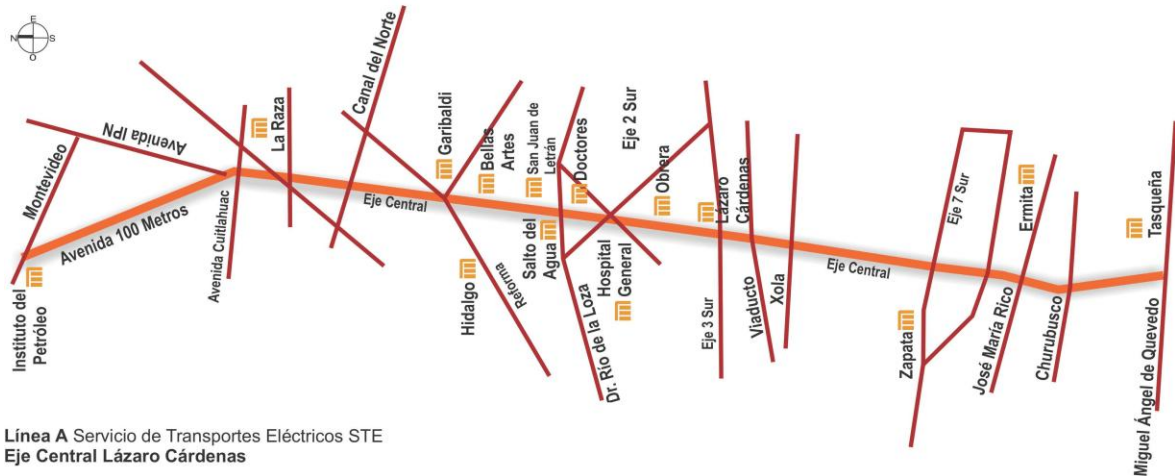 E
N
S
O
Montevideo
Avenida IPN
Avenida 100 Metros
Instituto del
Petróleo
Avenida Cuitlahuac
La Raza
Canal del Norte
Eje Central
Garibaldi
Bellas
Artes
Hidalgo
Reforma
San Juan de
Letrán
Salto del
Agua
Doctores
Dr. Río de la Loza
Hospital
General
Eje 2 Sur
Obrera
Lázaro
Cárdenas
Eje 3 Sur
Viaducto
Xola
Eje Central
Zapata
Eje 7 Sur
José María Rico
Ermita
Churubusco
Tasqueña
Miguel Ángel de Quevedo
Línea A Servicio de Transportes Eléctricos STE
Eje Central Lázaro Cárdenas